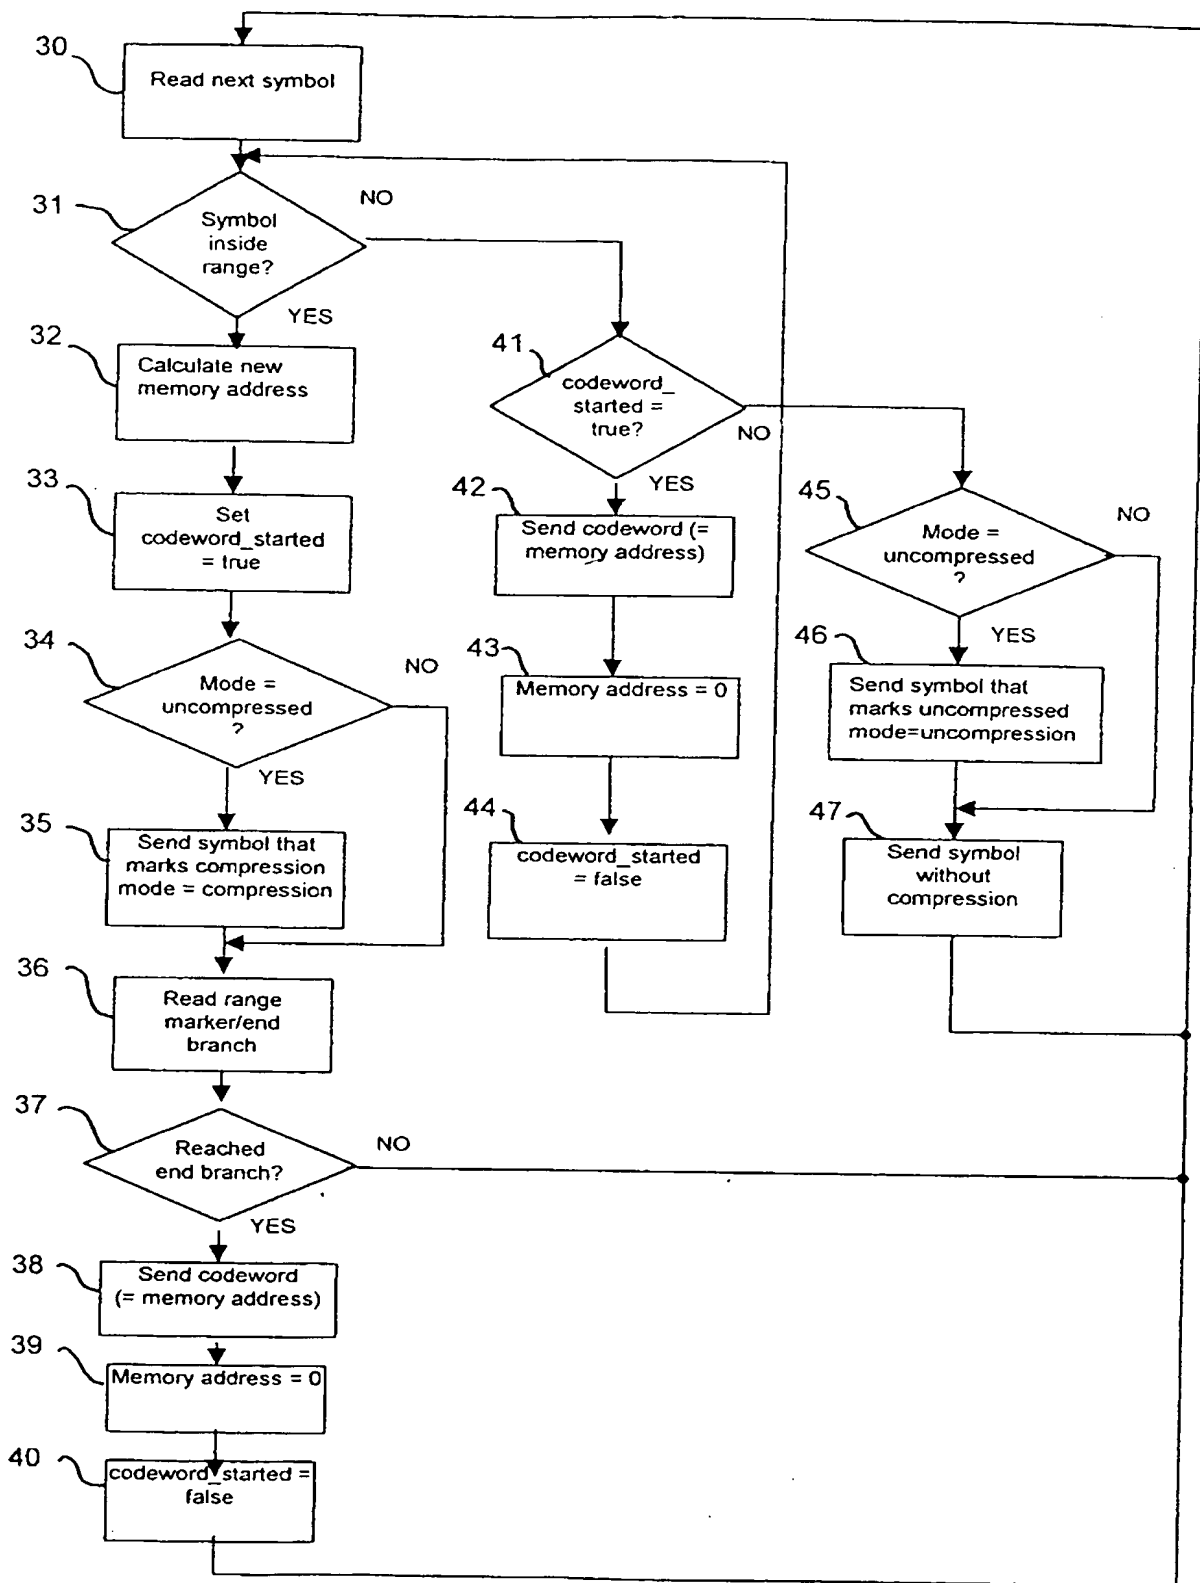 30
Read next symbol
31
Symbol
inside
range?
NO
YES
32
Calculate new
memory address
33
Set
codeword_started
= true
34
Mode =
uncompressed
?
NO
YES
35
Send symbol that
marks compression
mode = compression
36
Read range
marker/end
branch
37
Reached
end branch?
NO
YES
38
Send codeword
(= memory address)
39
Memory address = 0
40
codeword_started =
false
41
codeword_
started =
true?
NO
YES
42
Send codeword (=
memory address)
43
Memory address = 0
44
codeword_started
= false
45
Mode =
uncompressed
?
NO
YES
46
Send symbol that
marks uncompressed
mode=uncompression
47
Send symbol
without
compression